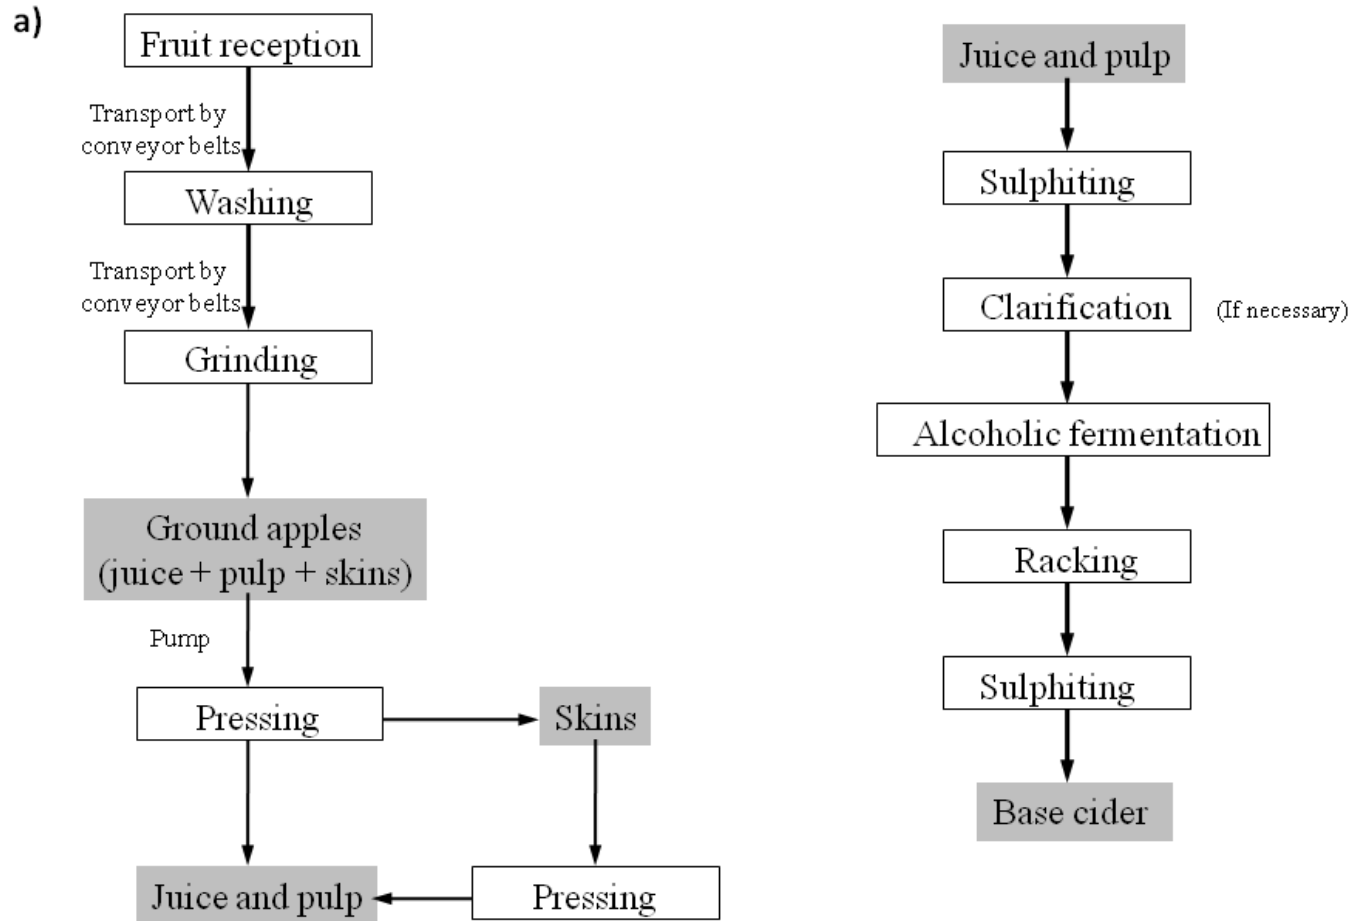 a)
Fruit reception
Transport by
conveyor belts
Washing
Transport by
conveyor belts
Grinding
Ground apples
(juice + pulp + skins)
Pump
Pressing
Skins
Juice and pulp
Pressing
Juice and pulp
Sulphiting
Clarification
(If necessary)
Alcoholic fermentation
Racking
Sulphiting
Base cider